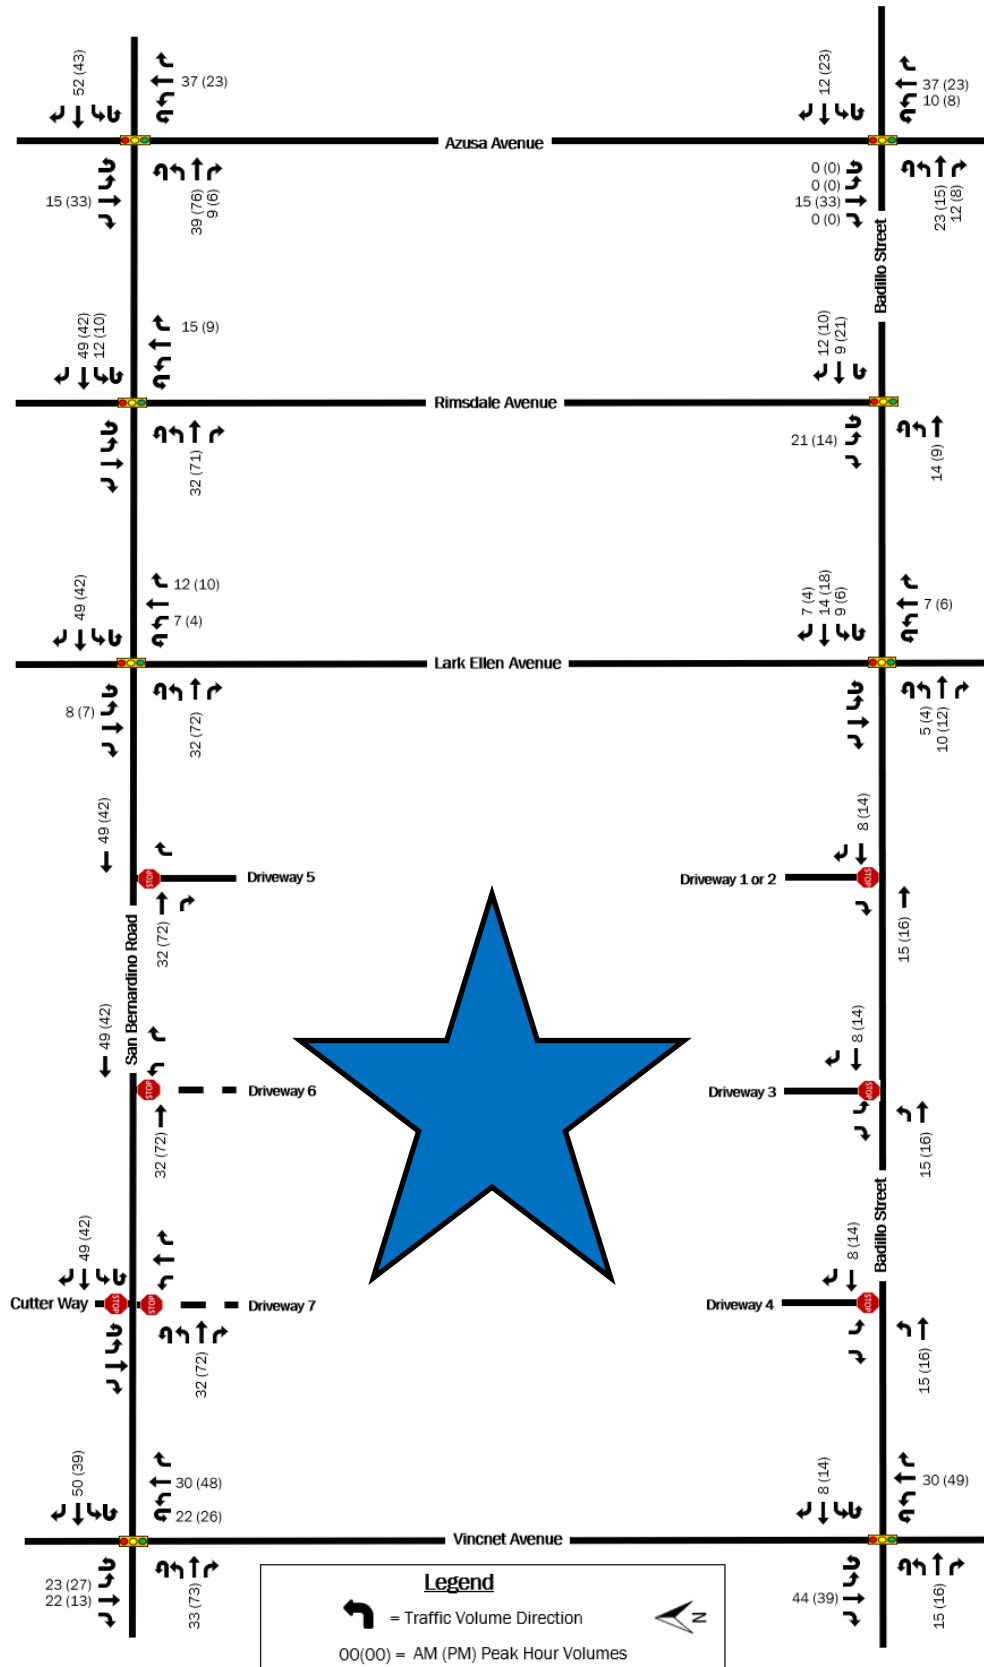 52 (43)
37 (23)
12 (23)
37 (23)
10 (8)
Azusa Avenue
15 (33)
39 (76)
9 (6)
0 (0)
0 (0)
15 (33)
0 (0)
23 (15)
12 (8)
Badillo Street
49 (42)
12 (10)
15 (9)
12 (10)
9 (21)
Rimsdale Avenue
32 (71)
21 (14)
14 (9)
49 (42)
12 (10)
7 (4)
7 (4)
14 (18)
9 (6)
7 (6)
Lark Ellen Avenue
8 (7)
32 (72)
5 (4)
10 (12)
49 (42)
8 (14)
STOP
Driveway 5
Driveway 1 or 2
STOP
32 (72)
15 (16)
San Bernardino Road
49 (42)
8 (14)
STOP
Driveway 6
Driveway 3
STOP
32 (72)
15 (16)
Badillo Street
49 (42)
8 (14)
Cutter Way
STOP
STOP
Driveway 7
Driveway 4
STOP
32 (72)
15 (16)
50 (39)
30 (48)
22 (26)
8 (14)
30 (49)
Vincnet Avenue
23 (27)
22 (13)
33 (73)
44 (39)
15 (16)
Legend
= Traffic Volume Direction
N
00(00) = AM (PM) Peak Hour Volumes